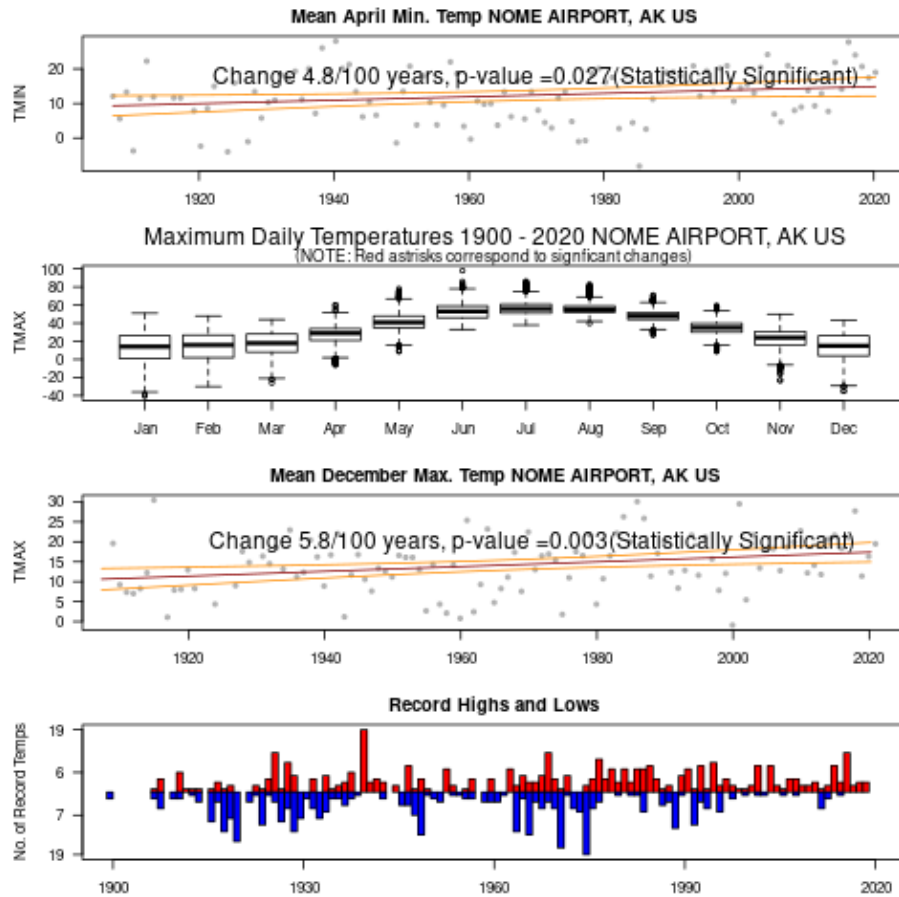 Mean April Min. Temp NOME AIRPORT, AK US
TMIN
20
10
0
Change 4.8/100 years, p-value =0.027(Statistically Significant)
1920 1940 1960 1980 2000 2020
Maximum Daily Temperatures 1900 - 2020 NOME AIRPORT, AK US
(NOTE: Red astrisks correspond to signficant changes)
TMAX
100
80
60
40
20
0
-20
-40
Jan Feb Mar Apr May Jun Jul Aug Sep Oct Nov Dec
Mean December Max. Temp NOME AIRPORT, AK US
TMAX
30
25
20
15
10
5
0
Change 5.8/100 years, p-value =0.003(Statistically Significant)
1920 1940 1960 1980 2000 2020
Record Highs and Lows
No. of Record Temps
19
6
7
19
1900 1930 1960 1990 2020